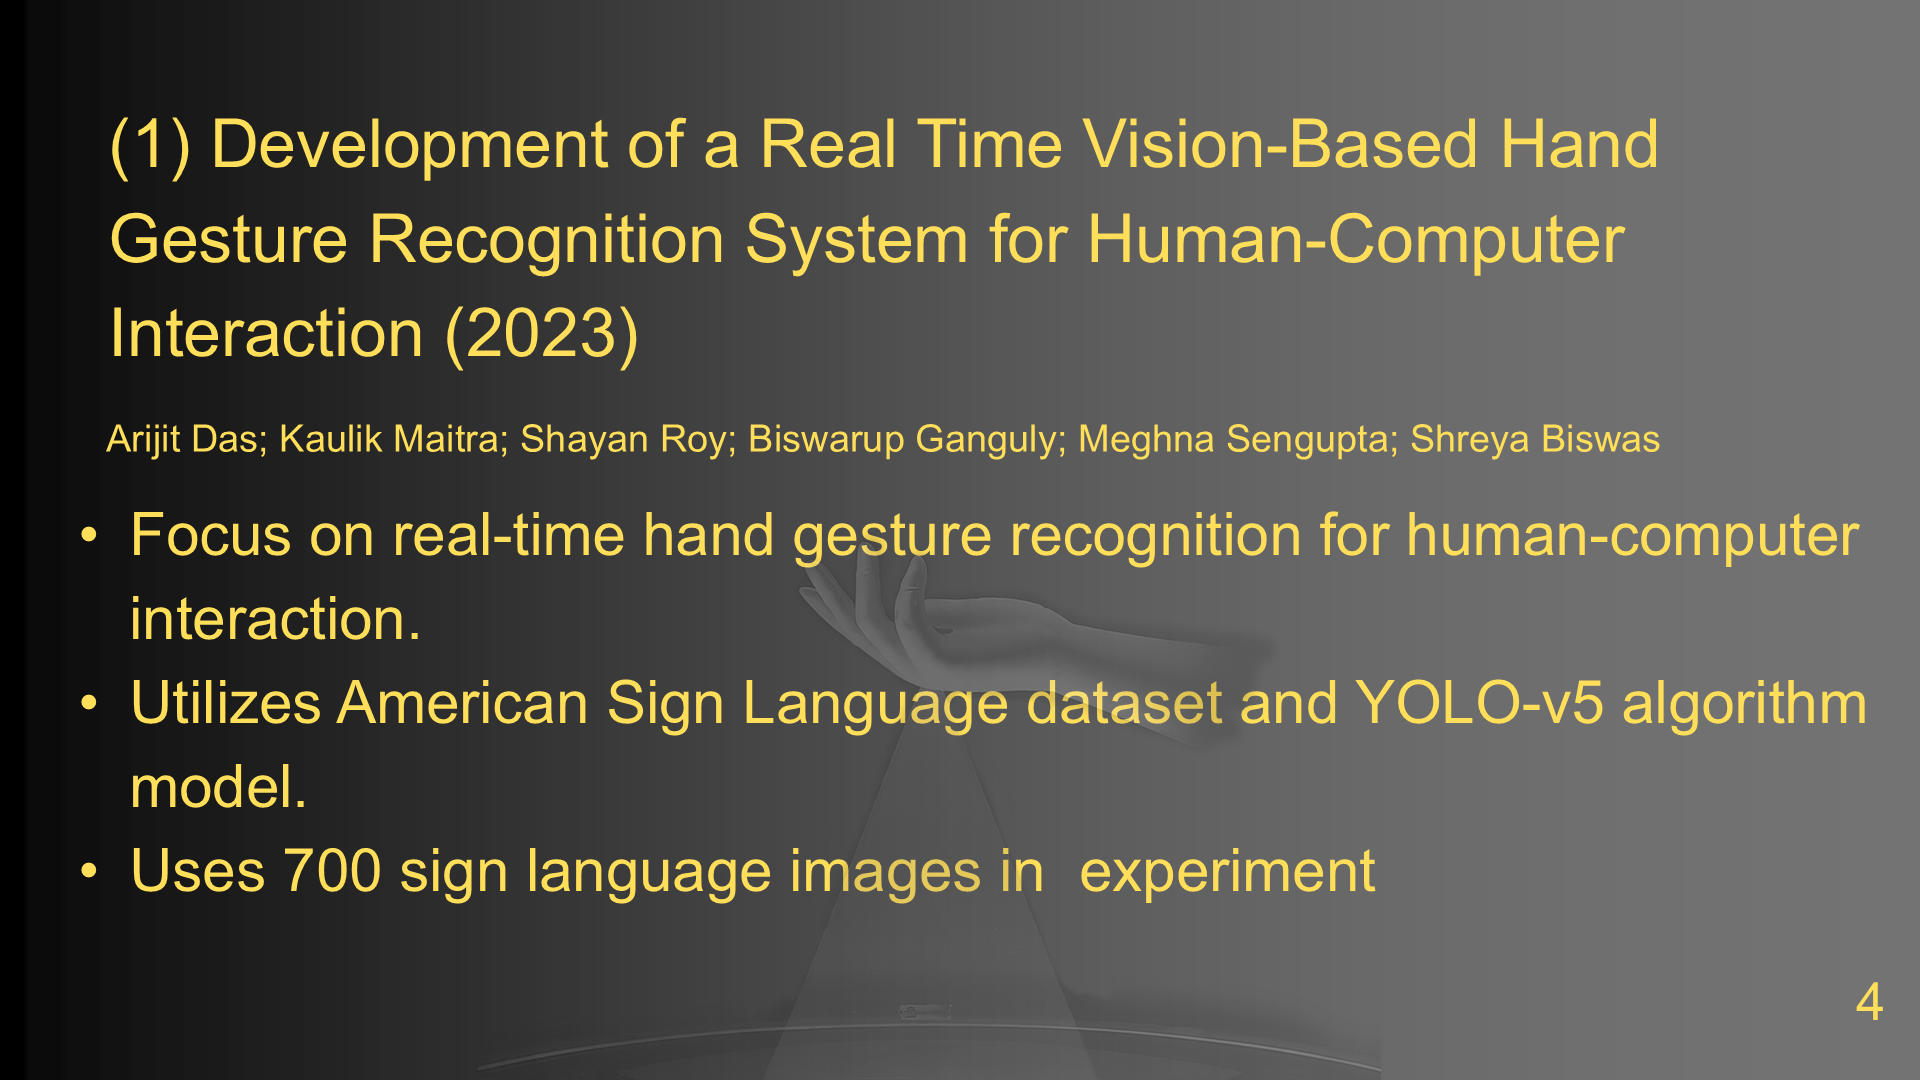 (1) Development of a Real Time Vision-Based Hand
Gesture Recognition System for Human-Computer
Interaction (2023)
Arijit Das; Kaulik Maitra; Shayan Roy; Biswarup Ganguly; Meghna Sengupta; Shreya Biswas
• Focus on real-time hand gesture recognition for human-computer
interaction.
• Utilizes American Sign Language dataset and YOLO-v5 algorithm
model.
• Uses 700 sign language images in  experiment
4